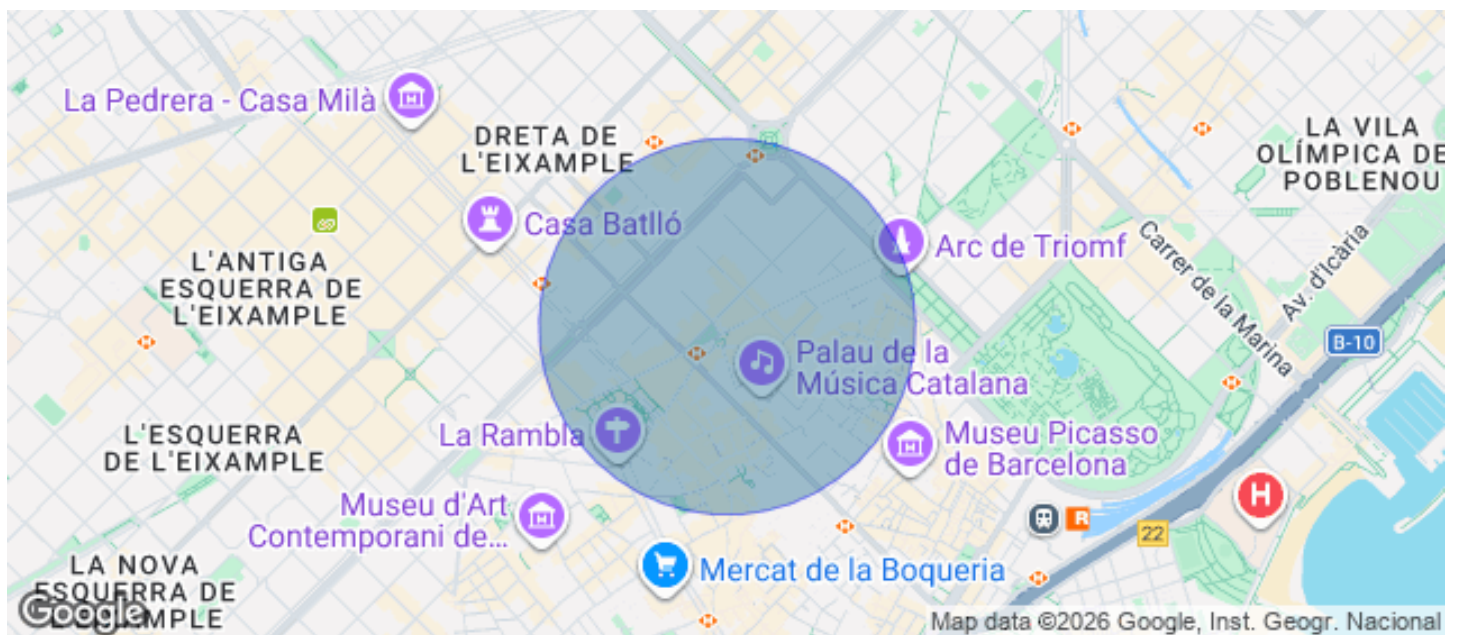 La Pedrera - Casa Milà
DRETA DE
L'EIXAMPLE
LA VILA
OLÍMPICA DE
POBLENOU
Casa Batlló
Arc de Triomf
Carrer de la Marina
Av. d'Icària
L'ANTIGA
ESQUERRA DE
L'EIXAMPLE
B-10
Palau de la
Música Catalana
La Rambla
L'ESQUERRA
DE L'EIXAMPLE
Museu Picasso
de Barcelona
H
Museu d'Art
Contemporani de...
R
22
LA NOVA
ESQUERRA DE
L'EIXAMPLE
Mercat de la Boqueria
Google
Map data ©2026 Google, Inst. Geogr. Nacional